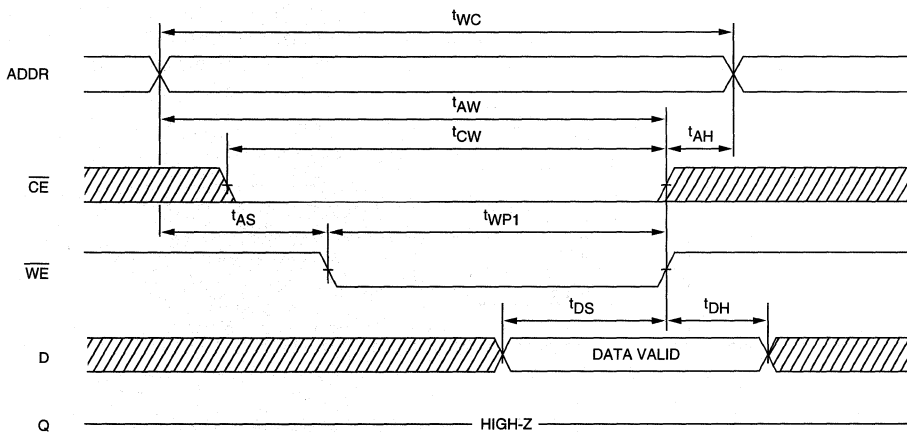 tWC
ADDR
tAW
tCW
tAH
CE
tAS
tWP1
WE
tDS
tDH
D
DATA VALID
Q
HIGH-Z